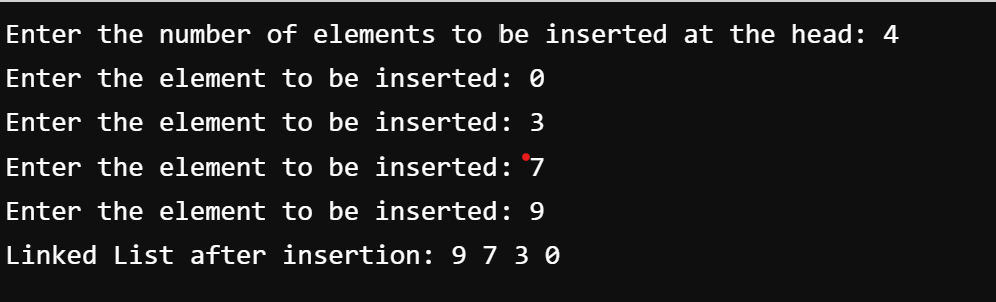 Enter the number of elements to be inserted at the head: 4
Enter the element to be inserted: 0
Enter the element to be inserted: 3
Enter the element to be inserted: 7
Enter the element to be inserted: 9
Linked List after insertion: 9 7 3 0